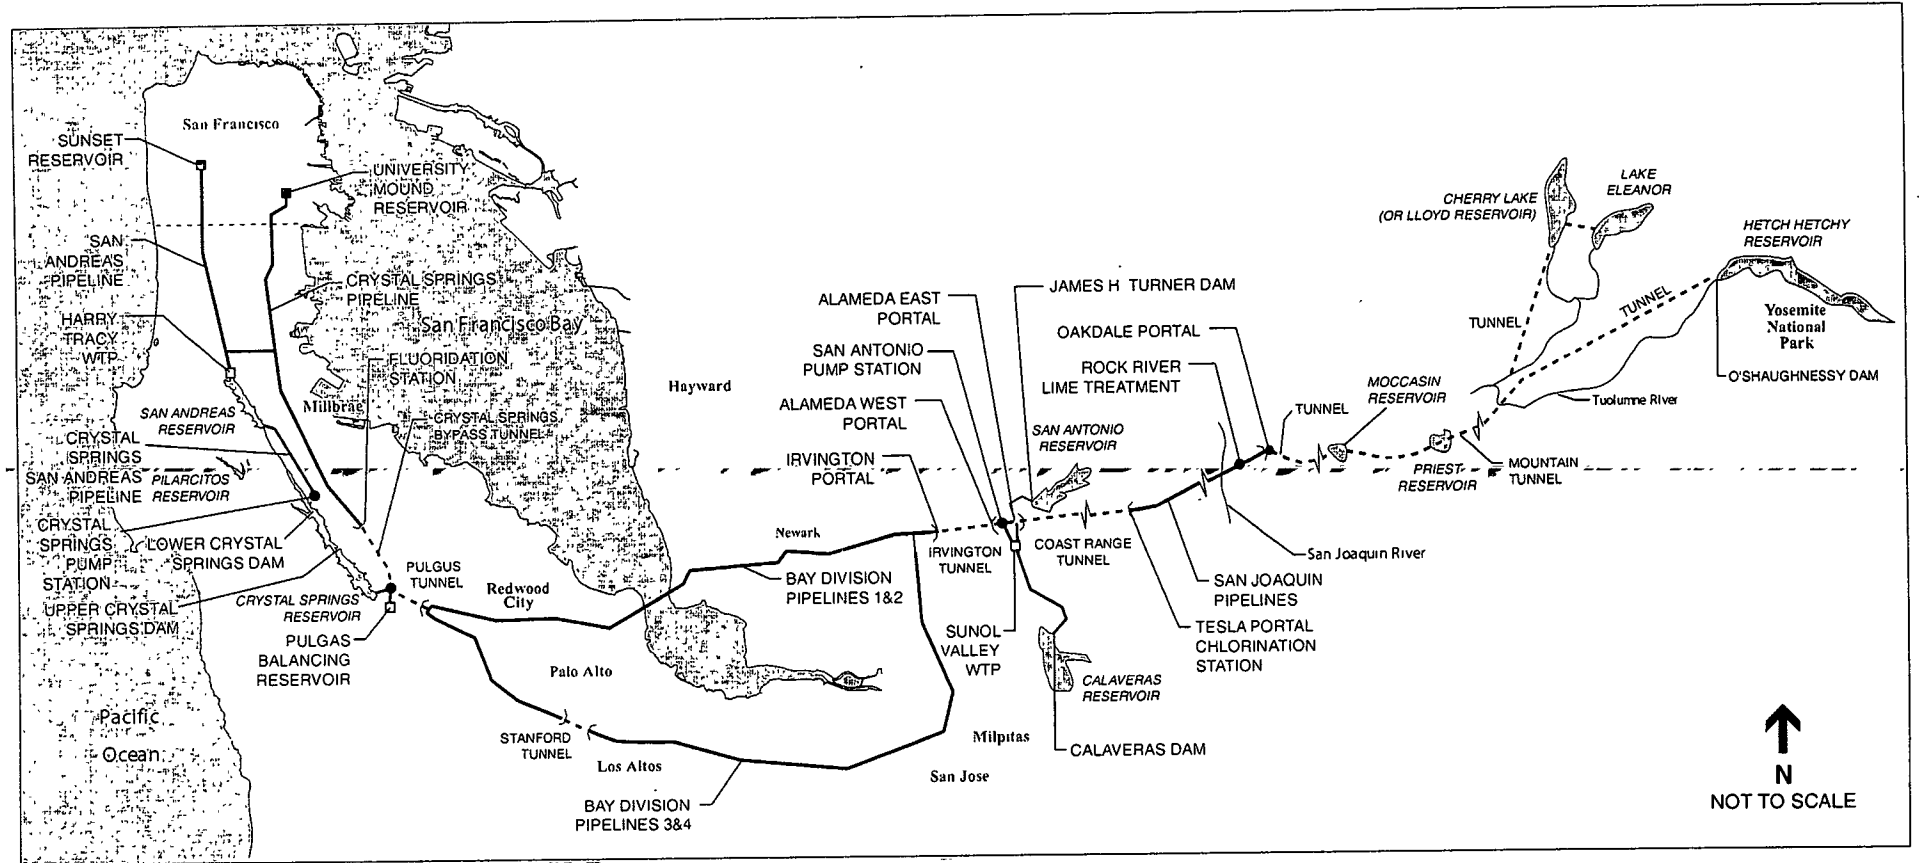 San Francisco
SUNSET
RESERVOIR
UNIVERSITY
MOUND
RESERVOIR
SAN
ANDREAS
PIPELINE
CRYSTAL SPRINGS
PIPELINE
HARRY
TRACY
WTP
San Francisco Bay
FLUORIDATION
STATION
Millbrae
SAN ANDREAS
RESERVOIR
CRYSTAL SPRINGS
BYPASS TUNNEL
CRYSTAL
SPRINGS
SAN ANDREAS
PIPELINE
PILARCITOS
RESERVOIR
CRYSTAL
SPRINGS
PUMP
STATION
LOWER CRYSTAL
SPRINGS DAM
UPPER CRYSTAL
SPRINGS DAM
CRYSTAL SPRINGS
RESERVOIR
PULGAS
BALANCING
RESERVOIR
PULGUS
TUNNEL
Redwood
City
Palo Alto
STANFORD
TUNNEL
Los Altos
BAY DIVISION
PIPELINES 3&4
Pacific
Ocean
Hayward
Newark
BAY DIVISION
PIPELINES 1&2
Milpitas
San Jose
ALAMEDA EAST
PORTAL
SAN ANTONIO
PUMP STATION
ALAMEDA WEST
PORTAL
IRVINGTON
PORTAL
IRVINGTON
TUNNEL
JAMES H TURNER DAM
OAKDALE PORTAL
ROCK RIVER
LIME TREATMENT
SAN ANTONIO
RESERVOIR
COAST RANGE
TUNNEL
SUNOL
VALLEY
WTP
CALAVERAS
RESERVOIR
CALAVERAS DAM
San Joaquin River
SAN JOAQUIN
PIPELINES
TESLA PORTAL
CHLORINATION
STATION
TUNNEL
MOCCASIN
RESERVOIR
PRIEST
RESERVOIR
MOUNTAIN
TUNNEL
CHERRY LAKE
(OR LLOYD RESERVOIR)
LAKE
ELEANOR
HETCH HETCHY
RESERVOIR
TUNNEL
TUNNEL
Yosemite
National
Park
O'SHAUGHNESSY DAM
Tuolumne River
N
NOT TO SCALE